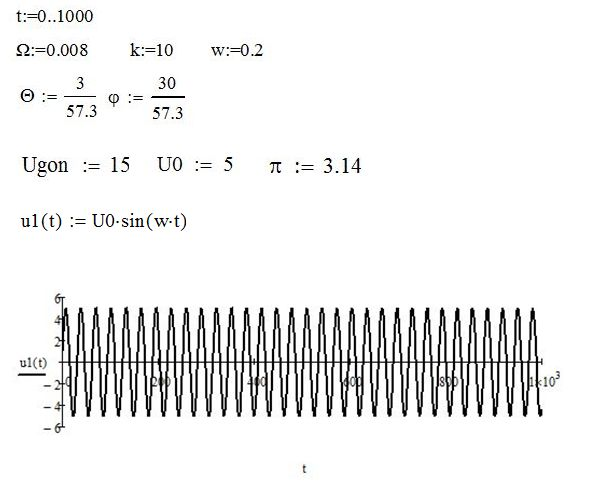 t:=0..1000
Ω:=0.008 k:=10 w:=0.2
Θ := 3/57.3 φ := 30/57.3
Ugon := 15 U0 := 5 π := 3.14
u1(t) := U0·sin(w·t)
6
4
2
u1(t)
0 200 400 600 800 1×10³
−2
−4
−6
t